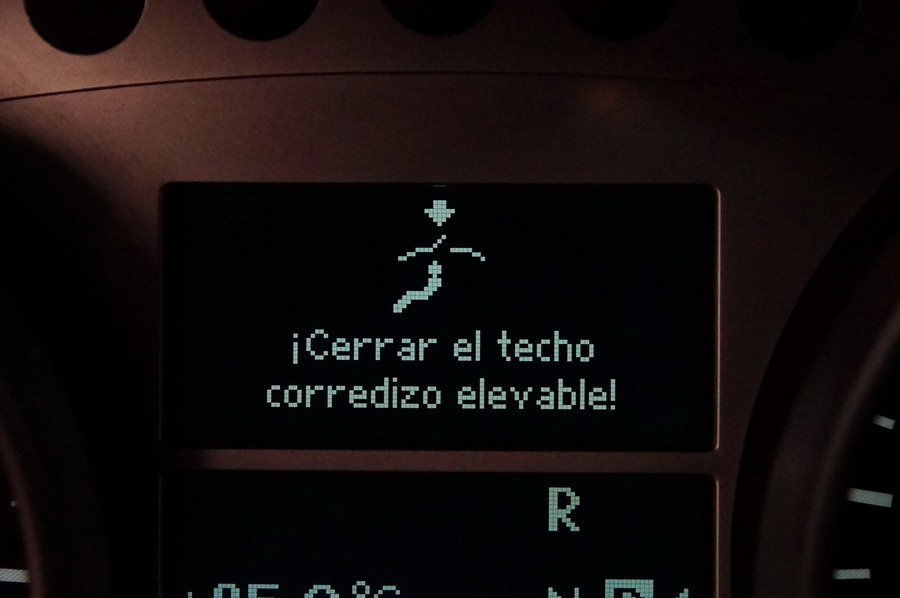 ¡Cerrar el techo
corredizo elevable!
R